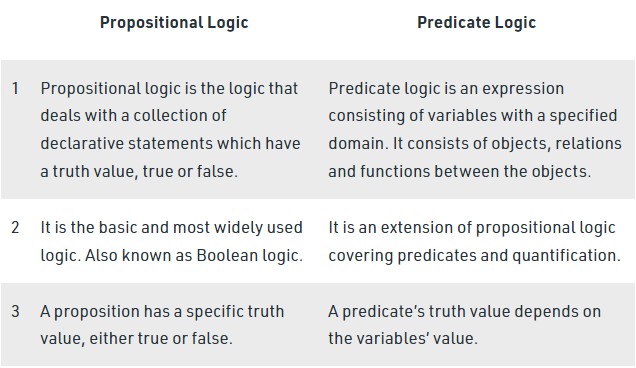 Propositional Logic Predicate Logic
1 Propositional logic is the logic that Predicate logic is an expression
deals with a collection of consisting of variables with a specified
declarative statements which have domain. It consists of objects, relations
a truth value, true or false. and functions between the objects.
2 It is the basic and most widely used It is an extension of propositional logic
logic. Also known as Boolean logic. covering predicates and quantification.
3 A proposition has a specific truth A predicate’s truth value depends on
value, either true or false. the variables’ value.